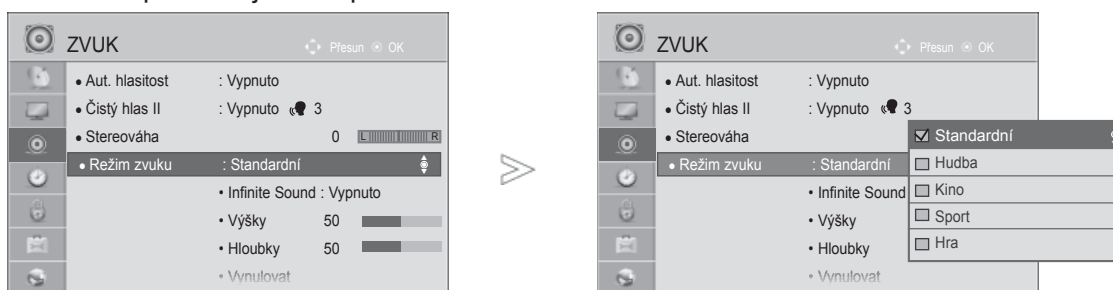 ZVUK
Přesun OK
• Aut. hlasitost : Vypnuto
• Čistý hlas II : Vypnuto 3
• Stereováha 0 L R
• Režim zvuku : Standardní
• Infinite Sound : Vypnuto
• Výšky 50
• Hloubky 50
• Vynulovat
ZVUK
Přesun OK
• Aut. hlasitost : Vypnuto
• Čistý hlas II : Vypnuto 3
• Stereováha
• Režim zvuku : Standardní
• Infinite Sound
• Výšky
• Hloubky
• Vynulovat
Standardní
Hudba
Kino
Sport
Hra